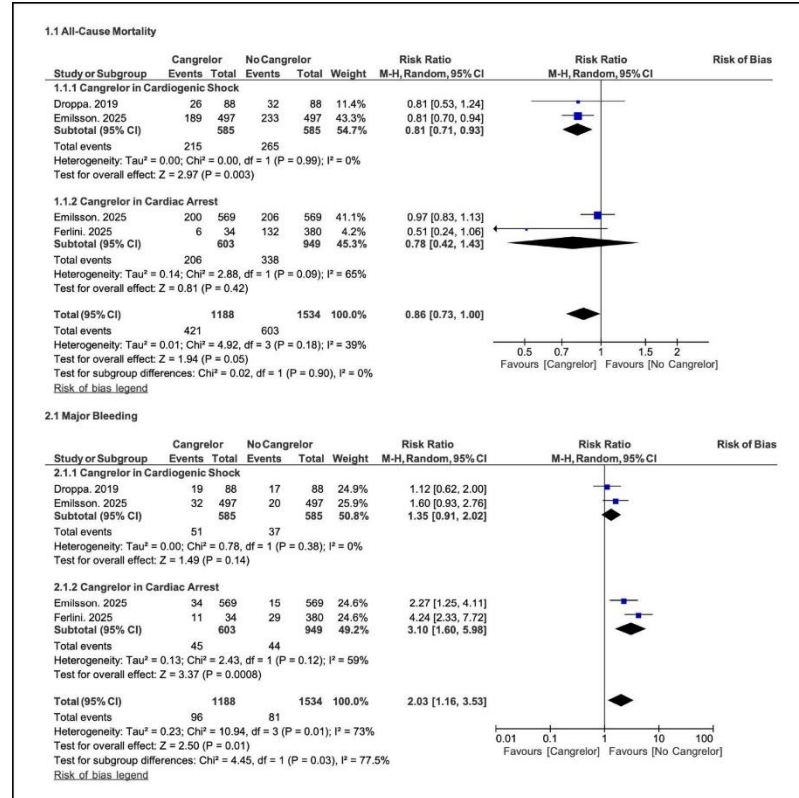 1.1 All-Cause Mortality
Cangrelor No Cangrelor Risk Ratio Risk Ratio Risk of Bias
Study or Subgroup Events Total Events Total Weight M-H, Random, 95% CI M-H, Random, 95% CI
1.1.1 Cangrelor in Cardiogenic Shock
Droppa. 2019 26 88 32 88 11.4% 0.81 [0.53, 1.24]
Emilsson. 2025 189 497 233 497 43.3% 0.81 [0.70, 0.94]
Subtotal (95% CI) 585 585 54.7% 0.81 [0.71, 0.93]
Total events 215 265
Heterogeneity: Tau² = 0.00; Chi² = 0.00, df = 1 (P = 0.99); I² = 0%
Test for overall effect: Z = 2.97 (P = 0.003)
1.1.2 Cangrelor in Cardiac Arrest
Emilsson. 2025 200 569 206 569 41.1% 0.97 [0.83, 1.13]
Ferlini. 2025 6 34 132 380 4.2% 0.51 [0.24, 1.06]
Subtotal (95% CI) 603 949 45.3% 0.78 [0.42, 1.43]
Total events 206 338
Heterogeneity: Tau² = 0.14; Chi² = 2.88, df = 1 (P = 0.09); I² = 65%
Test for overall effect: Z = 0.81 (P = 0.42)
Total (95% CI) 1188 1534 100.0% 0.86 [0.73, 1.00]
Total events 421 603
Heterogeneity: Tau² = 0.01; Chi² = 4.92, df = 3 (P = 0.18); I² = 39%
Test for overall effect: Z = 1.94 (P = 0.05)
Test for subgroup differences: Chi² = 0.02, df = 1 (P = 0.90), I² = 0%
Risk of bias legend
0.5 0.7 1 1.5 2
Favours [Cangrelor] Favours [No Cangrelor]
2.1 Major Bleeding
Cangrelor No Cangrelor Risk Ratio Risk Ratio Risk of Bias
Study or Subgroup Events Total Events Total Weight M-H, Random, 95% CI M-H, Random, 95% CI
2.1.1 Cangrelor in Cardiogenic Shock
Droppa. 2019 19 88 17 88 24.9% 1.12 [0.62, 2.00]
Emilsson. 2025 32 497 20 497 25.9% 1.60 [0.93, 2.76]
Subtotal (95% CI) 585 585 50.8% 1.35 [0.91, 2.02]
Total events 51 37
Heterogeneity: Tau² = 0.00; Chi² = 0.78, df = 1 (P = 0.38); I² = 0%
Test for overall effect: Z = 1.49 (P = 0.14)
2.1.2 Cangrelor in Cardiac Arrest
Emilsson. 2025 34 569 15 569 24.6% 2.27 [1.25, 4.11]
Ferlini. 2025 11 34 29 380 24.6% 4.24 [2.33, 7.72]
Subtotal (95% CI) 603 949 49.2% 3.10 [1.60, 5.98]
Total events 45 44
Heterogeneity: Tau² = 0.13; Chi² = 2.43, df = 1 (P = 0.12); I² = 59%
Test for overall effect: Z = 3.37 (P = 0.0008)
Total (95% CI) 1188 1534 100.0% 2.03 [1.16, 3.53]
Total events 96 81
Heterogeneity: Tau² = 0.23; Chi² = 10.94, df = 3 (P = 0.01); I² = 73%
Test for overall effect: Z = 2.50 (P = 0.01)
Test for subgroup differences: Chi² = 4.45, df = 1 (P = 0.03), I² = 77.5%
Risk of bias legend
0.01 0.1 1 10 100
Favours [Cangrelor] Favours [No Cangrelor]